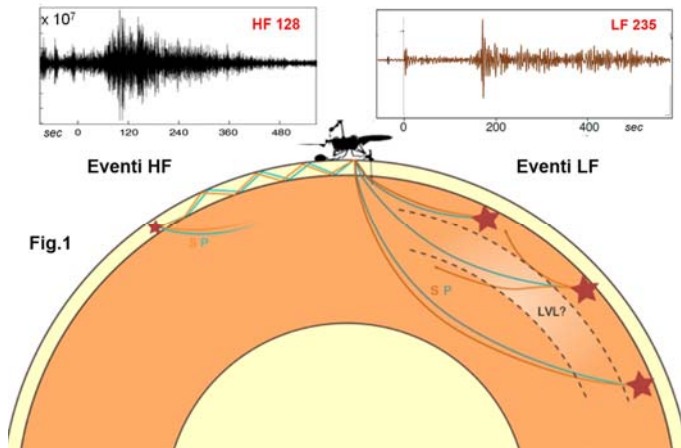 x 10⁷
HF 128
sec 0 120 240 360 480
LF 235
0 200 400 sec
Eventi HF
Eventi LF
Fig.1
S P
S P
LVL?